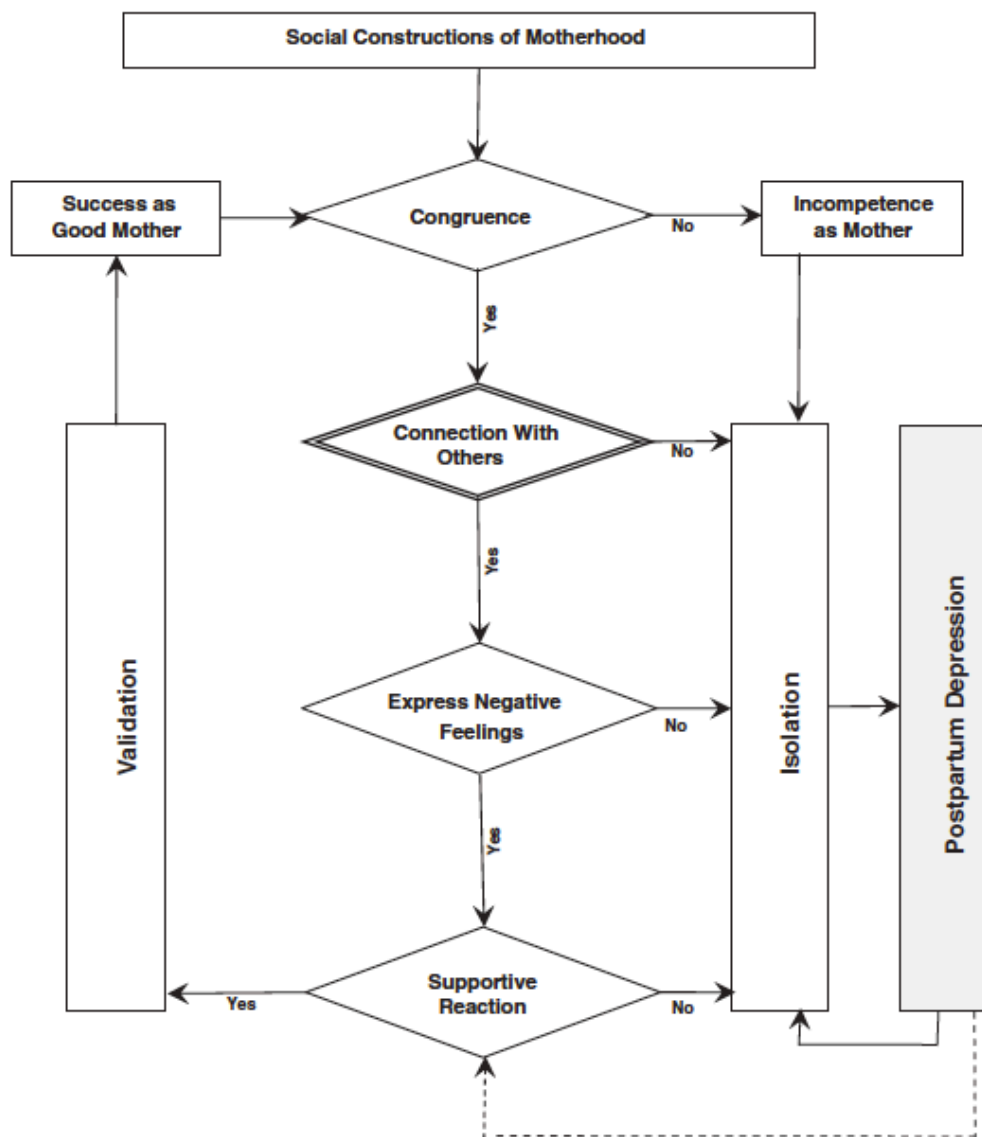 Social Constructions of Motherhood
Success as
Good Mother
Congruence
No
Incompetence
as Mother
Yes
Connection With
Others
No
Yes
Validation
Express Negative
Feelings
No
Isolation
Postpartum Depression
Yes
Supportive
Reaction
Yes
No